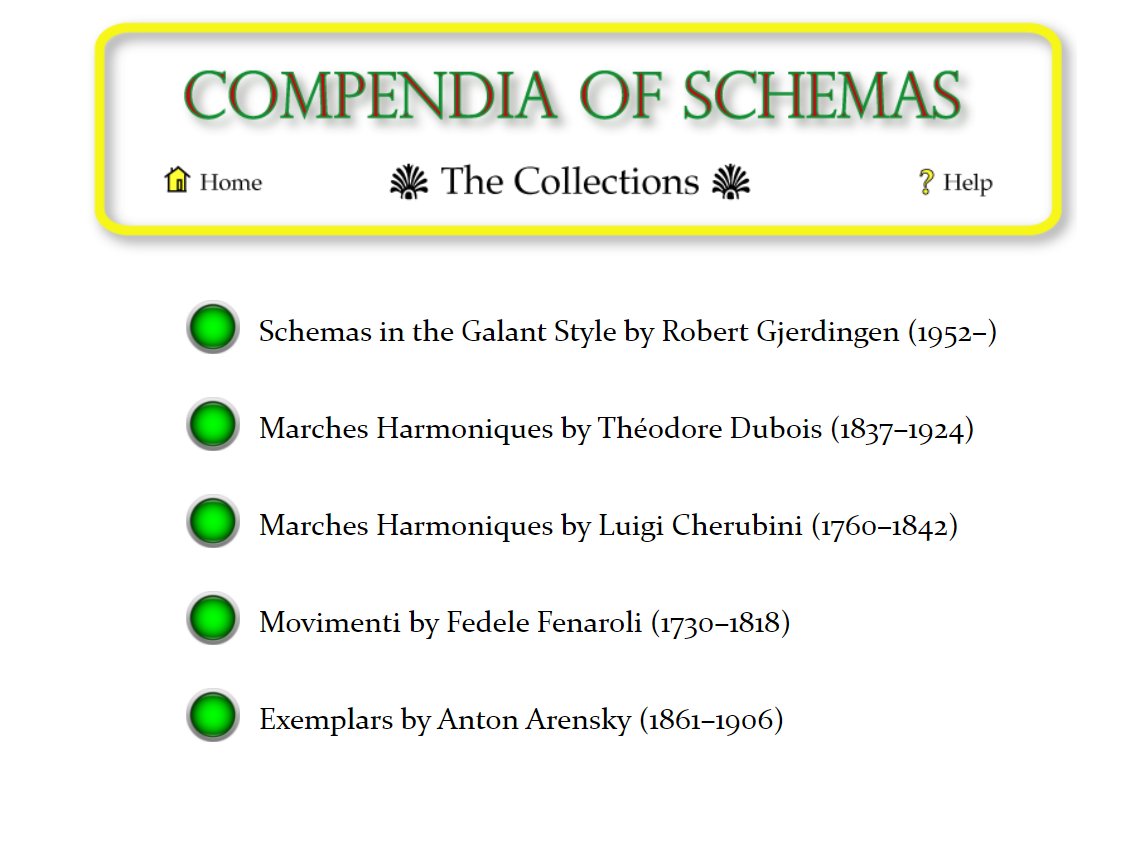 COMPENDIA OF SCHEMAS
Home The Collections ? Help
Schemas in the Galant Style by Robert Gjerdingen (1952–)
Marches Harmoniques by Théodore Dubois (1837–1924)
Marches Harmoniques by Luigi Cherubini (1760–1842)
Movimenti by Fedele Fenaroli (1730–1818)
Exemplars by Anton Arensky (1861–1906)